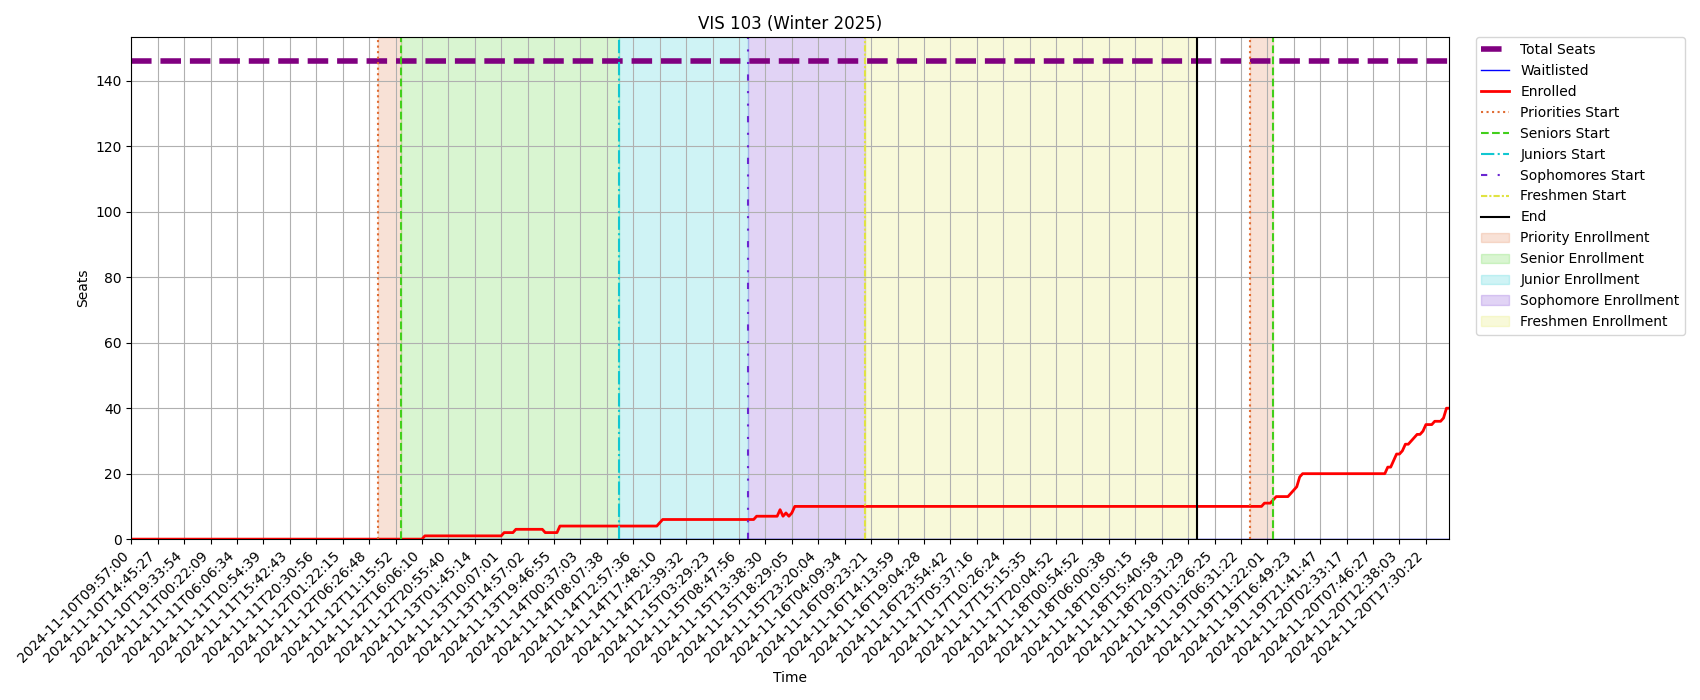 VIS 103 (Winter 2025)
Total Seats
Waitlisted
Enrolled
Priorities Start
Seniors Start
Juniors Start
Sophomores Start
Freshmen Start
End
Priority Enrollment
Senior Enrollment
Junior Enrollment
Sophomore Enrollment
Freshmen Enrollment
Seats
140
120
100
80
60
40
20
0
2024-11-10T09:57:00
2024-11-10T14:45:27
2024-11-10T19:33:54
2024-11-11T00:22:09
2024-11-11T06:06:34
2024-11-11T10:54:39
2024-11-11T15:42:43
2024-11-11T20:30:56
2024-11-12T01:22:15
2024-11-12T06:26:48
2024-11-12T11:15:52
2024-11-12T16:06:10
2024-11-12T20:55:40
2024-11-13T01:45:14
2024-11-13T10:07:01
2024-11-13T14:57:02
2024-11-13T19:46:55
2024-11-14T00:37:03
2024-11-14T08:07:38
2024-11-14T12:57:36
2024-11-14T17:48:10
2024-11-14T22:39:32
2024-11-15T03:29:23
2024-11-15T08:47:56
2024-11-15T13:38:30
2024-11-15T18:29:05
2024-11-15T23:20:04
2024-11-16T04:09:34
2024-11-16T09:23:21
2024-11-16T14:13:59
2024-11-16T19:04:28
2024-11-16T23:54:42
2024-11-17T05:37:16
2024-11-17T10:26:24
2024-11-17T15:15:35
2024-11-17T20:04:52
2024-11-18T00:54:52
2024-11-18T06:00:38
2024-11-18T10:50:15
2024-11-18T15:40:58
2024-11-18T20:31:29
2024-11-19T01:26:25
2024-11-19T06:31:22
2024-11-19T11:22:01
2024-11-19T16:49:23
2024-11-19T21:41:47
2024-11-20T02:33:17
2024-11-20T07:46:27
2024-11-20T12:38:03
2024-11-20T17:30:22
Time